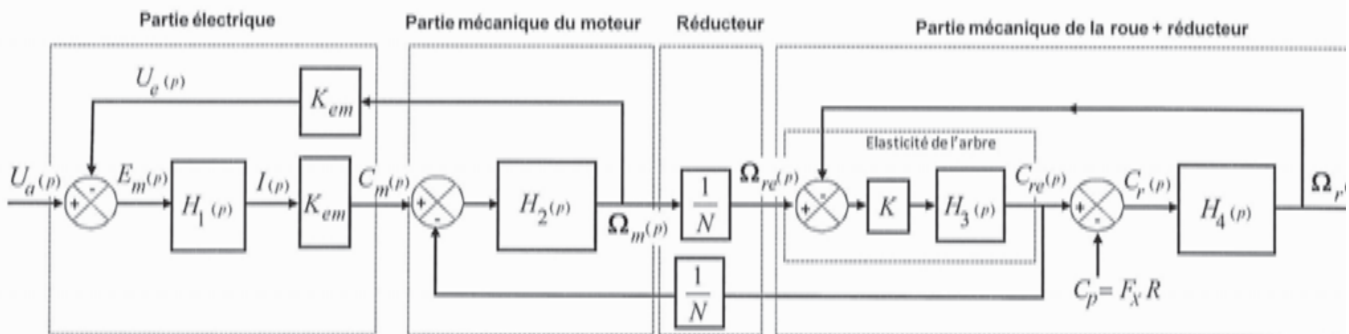 Partie électrique
Partie mécanique du moteur
Réducteur
Partie mécanique de la roue + réducteur
U_e(p)
K_em
Elasticité de l'arbre
U_a(p)
E_m(p)
H_1(p)
I(p)
K_em
C_m(p)
H_2(p)
Ω_m(p)
1/N
Ω_re(p)
K
H_3(p)
C_re(p)
C_r(p)
H_4(p)
Ω_r(
1/N
C_p = F_X R
+
-
+
-
+
-
+
-